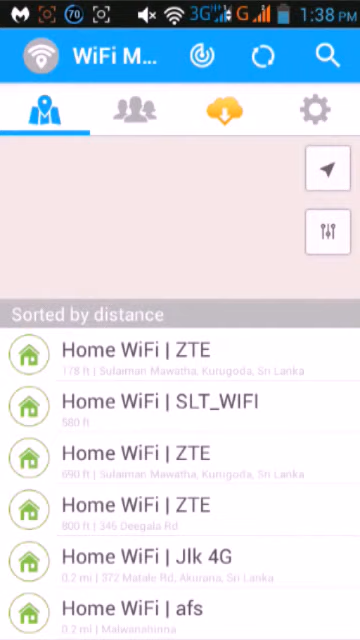 70 3G G 1:38 PM
WiFi M...
Sorted by distance
Home WiFi | ZTE
178 ft | Sulaiman Mawatha, Kurugoda, Sri Lanka
Home WiFi | SLT_WIFI
580 ft
Home WiFi | ZTE
690 ft | Sulaiman Mawatha, Kurugoda, Sri Lanka
Home WiFi | ZTE
800 ft | 346 Deegala Rd
Home WiFi | Jlk 4G
0.2 mi | 372 Matale Rd, Akurana, Sri Lanka
Home WiFi | afs
0.2 mi | Malwanahinna